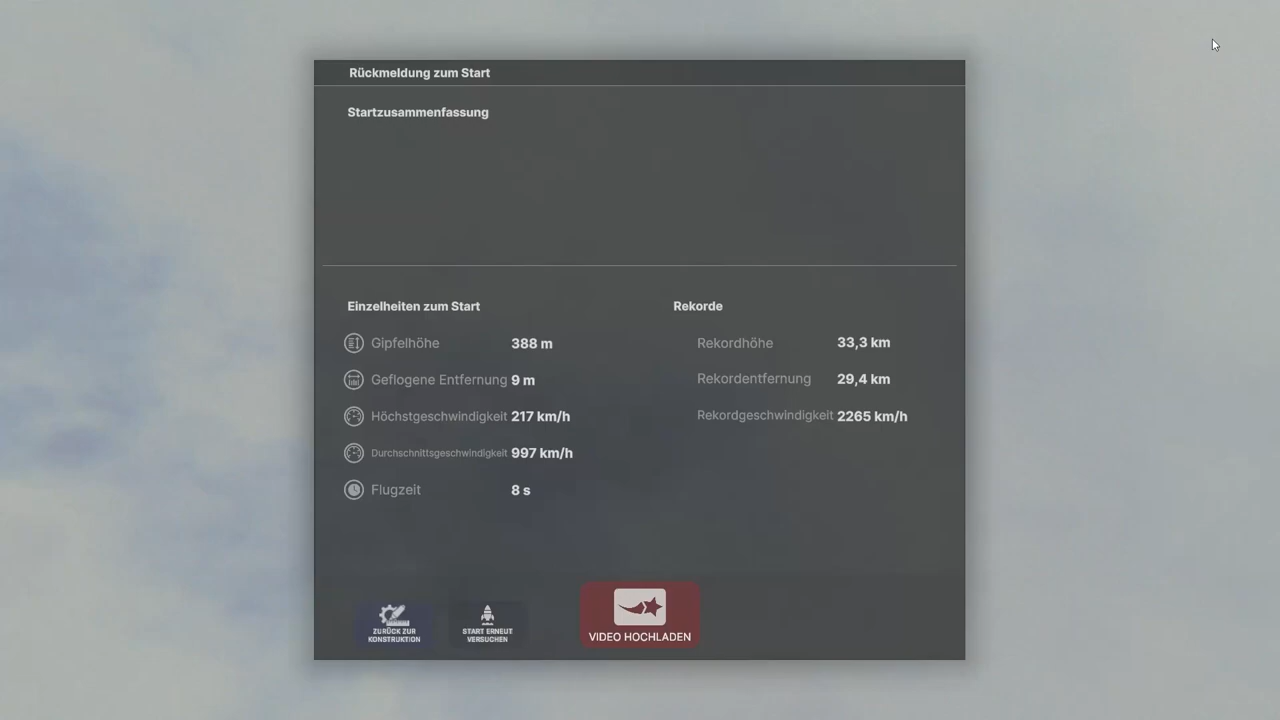 Rückmeldung zum Start
Startzusammenfassung
Einzelheiten zum Start
Gipfelhöhe 388 m
Geflogene Entfernung 9 m
Höchstgeschwindigkeit 217 km/h
Durchschnittsgeschwindigkeit 997 km/h
Flugzeit 8 s
Rekorde
Rekordhöhe 33,3 km
Rekordentfernung 29,4 km
Rekordgeschwindigkeit 2265 km/h
ZURÜCK ZUR
KONSTRUKTION
START ERNEUT
VERSUCHEN
VIDEO HOCHLADEN